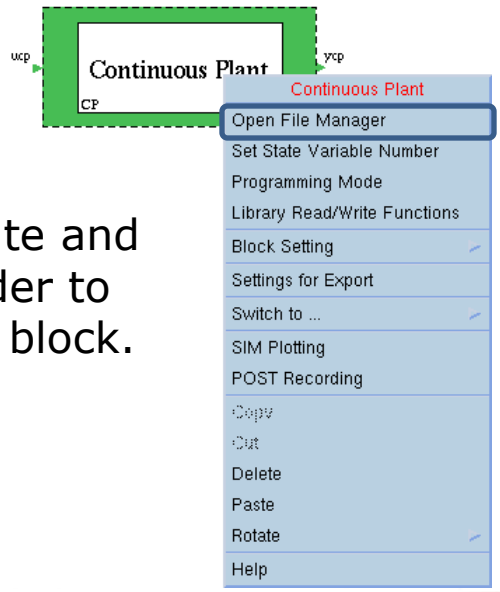 ucp
ycp
Continuous Plant
CP
Continuous Plant
Open File Manager
Set State Variable Number
Programming Mode
Library Read/Write Functions
Block Setting
Settings for Export
Switch to ...
SIM Plotting
POST Recording
Copy
Cut
Delete
Paste
Rotate
Help
te and
der to
block.